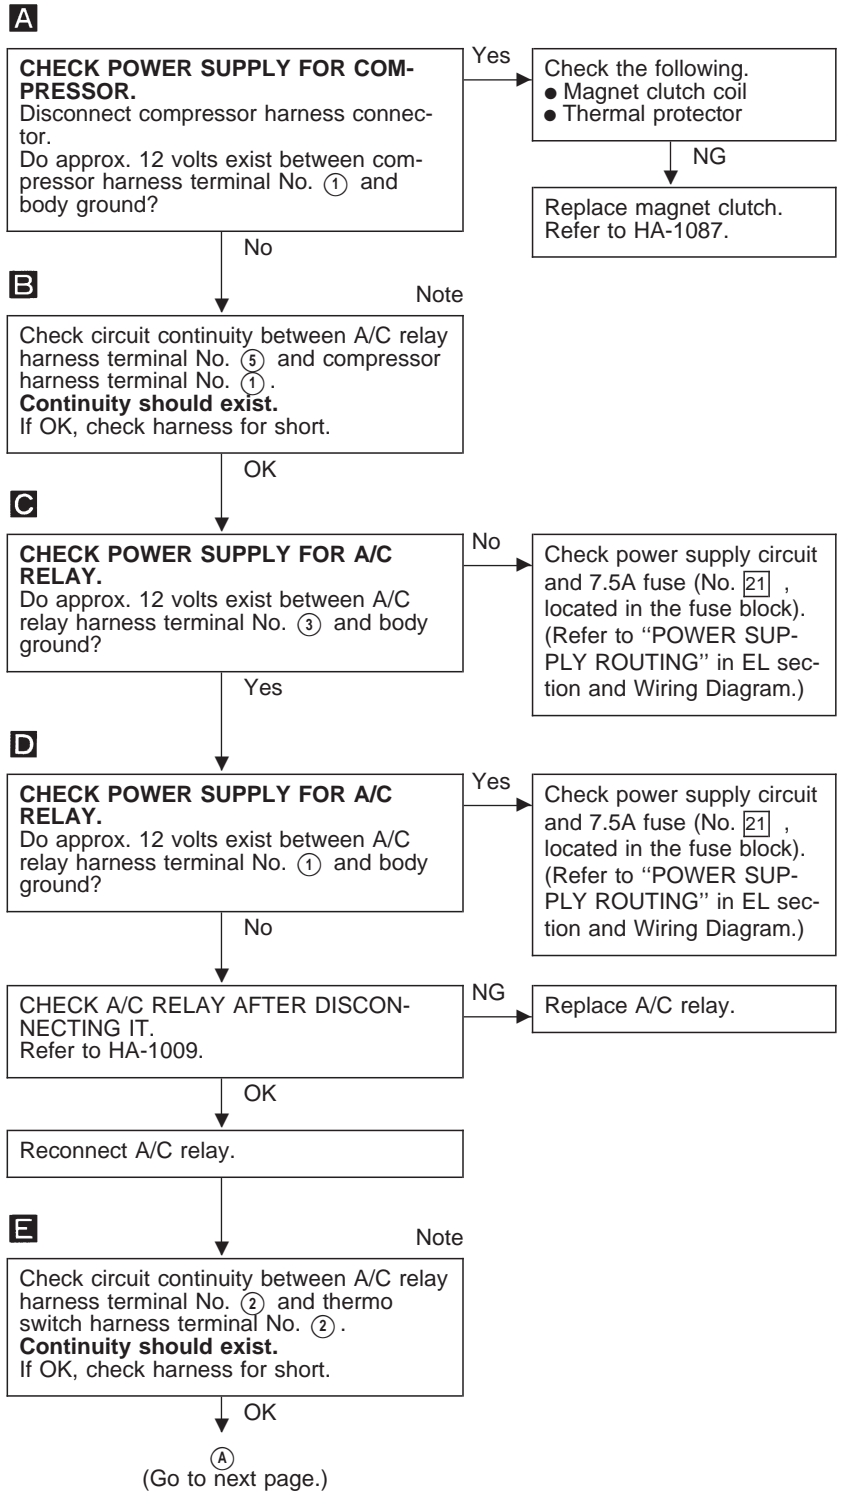 A
CHECK POWER SUPPLY FOR COM-
PRESSOR.
Disconnect compressor harness connec-
tor.
Do approx. 12 volts exist between com-
pressor harness terminal No. ① and
body ground?
Yes
Check the following.
● Magnet clutch coil
● Thermal protector
NG
Replace magnet clutch.
Refer to HA-1087.
No
B
Note
Check circuit continuity between A/C relay
harness terminal No. ⑤ and compressor
harness terminal No. ① .
Continuity should exist.
If OK, check harness for short.
OK
C
CHECK POWER SUPPLY FOR A/C
RELAY.
Do approx. 12 volts exist between A/C
relay harness terminal No. ③ and body
ground?
No
Check power supply circuit
and 7.5A fuse (No. 21 ,
located in the fuse block).
(Refer to ‘‘POWER SUP-
PLY ROUTING’’ in EL sec-
tion and Wiring Diagram.)
Yes
D
CHECK POWER SUPPLY FOR A/C
RELAY.
Do approx. 12 volts exist between A/C
relay harness terminal No. ① and body
ground?
Yes
Check power supply circuit
and 7.5A fuse (No. 21 ,
located in the fuse block).
(Refer to ‘‘POWER SUP-
PLY ROUTING’’ in EL sec-
tion and Wiring Diagram.)
No
CHECK A/C RELAY AFTER DISCON-
NECTING IT.
Refer to HA-1009.
NG
Replace A/C relay.
OK
Reconnect A/C relay.
E
Note
Check circuit continuity between A/C relay
harness terminal No. ② and thermo
switch harness terminal No. ② .
Continuity should exist.
If OK, check harness for short.
OK
Ⓐ
(Go to next page.)